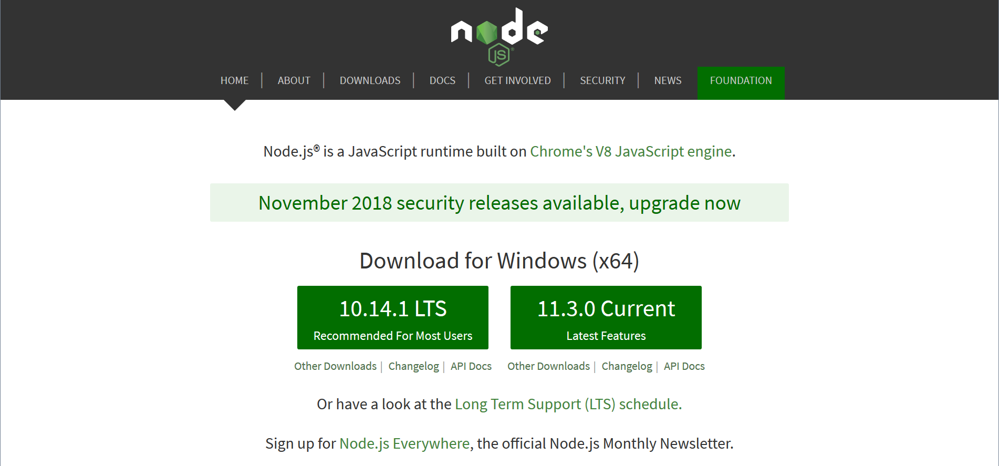 node
JS®
HOME | ABOUT | DOWNLOADS | DOCS | GET INVOLVED | SECURITY | NEWS FOUNDATION
Node.js® is a JavaScript runtime built on Chrome's V8 JavaScript engine.
November 2018 security releases available, upgrade now
Download for Windows (x64)
10.14.1 LTS
Recommended For Most Users
11.3.0 Current
Latest Features
Other Downloads | Changelog | API Docs
Other Downloads | Changelog | API Docs
Or have a look at the Long Term Support (LTS) schedule.
Sign up for Node.js Everywhere, the official Node.js Monthly Newsletter.